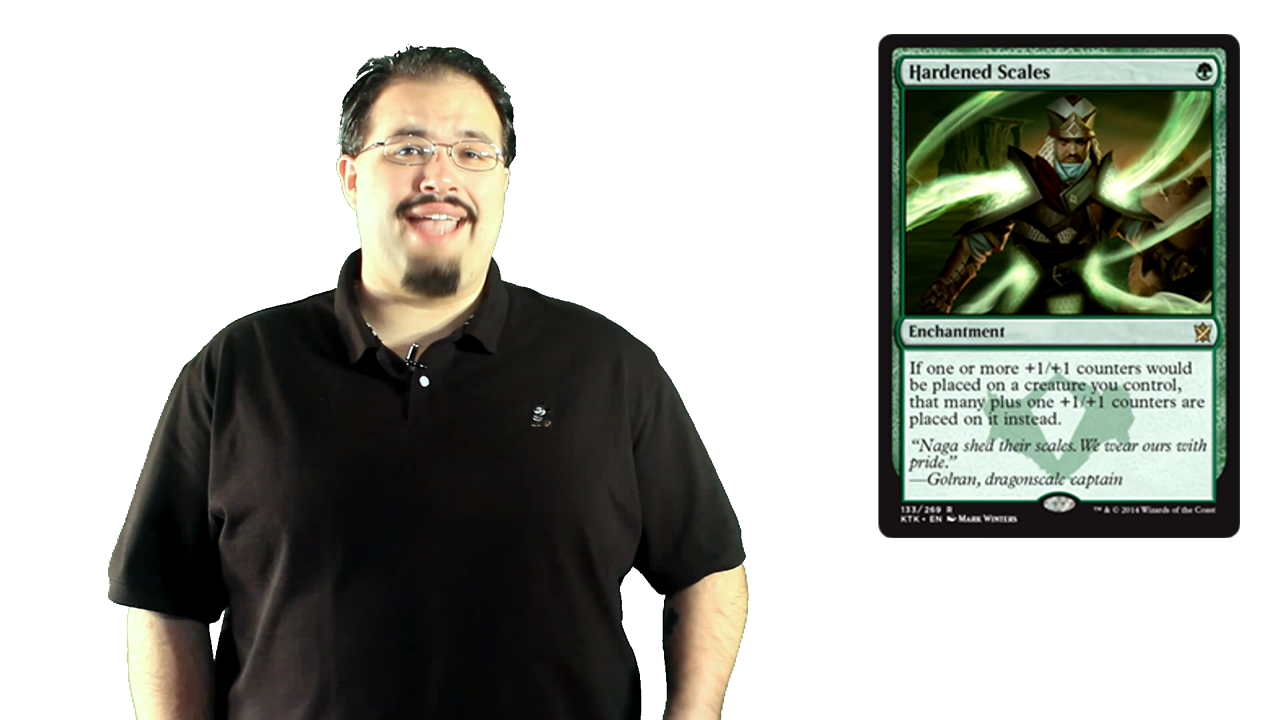 Hardened Scales
Enchantment
If one or more +1/+1 counters would
be placed on a creature you control,
that many plus one +1/+1 counters are
placed on it instead.
“Naga shed their scales. We wear ours with
pride.”
—Golran, dragonscale captain
133/269 R
KTK • EN Mark Winters
™ & © 2014 Wizards of the Coast